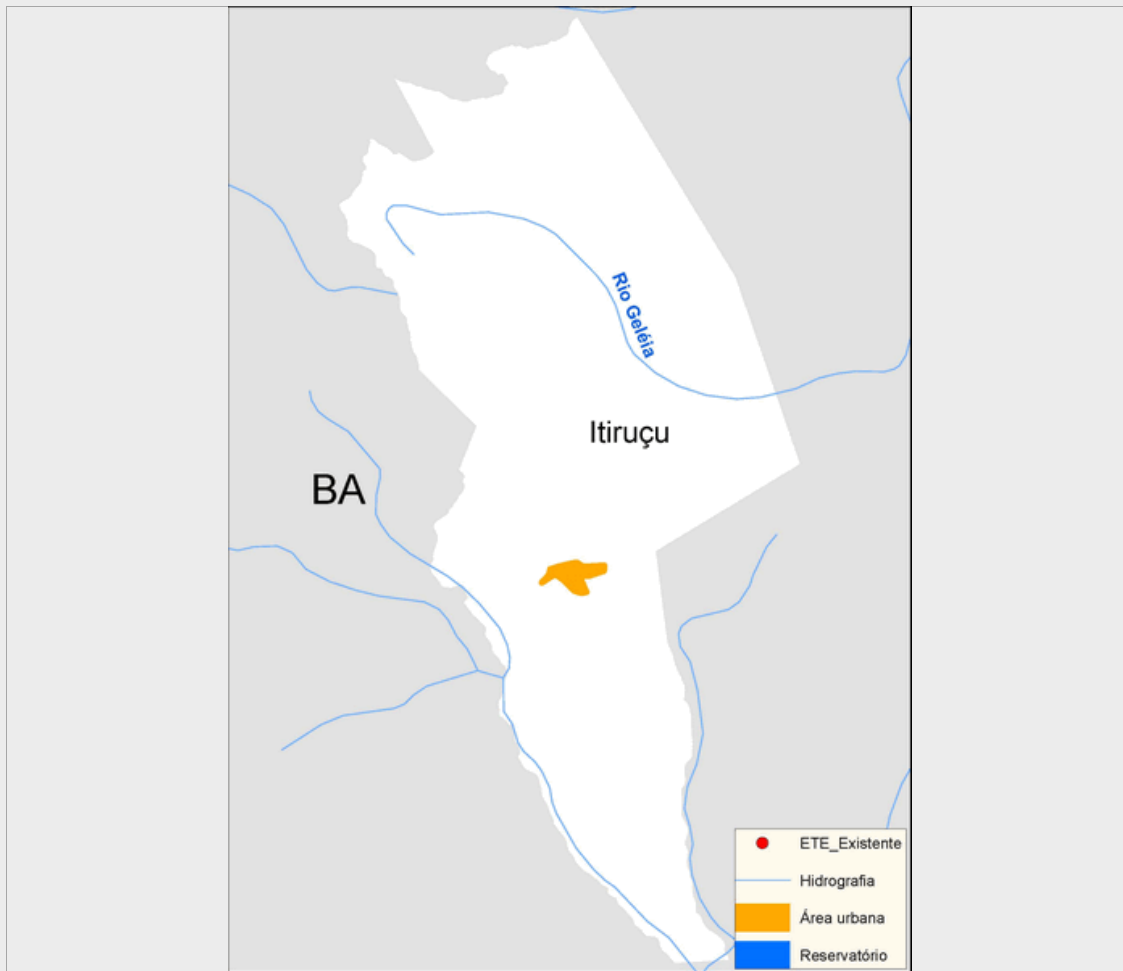 Rio Geléia
Itiruçu
BA
ETE_Existente
Hidrografia
Área urbana
Reservatório